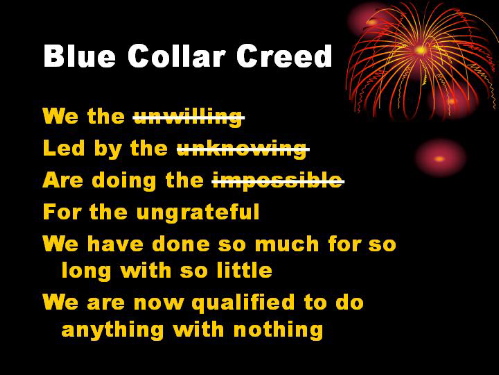 Blue Collar Creed
We the unwilling
Led by the unknowing
Are doing the impossible
For the ungrateful
We have done so much for so
long with so little
We are now qualified to do
anything with nothing